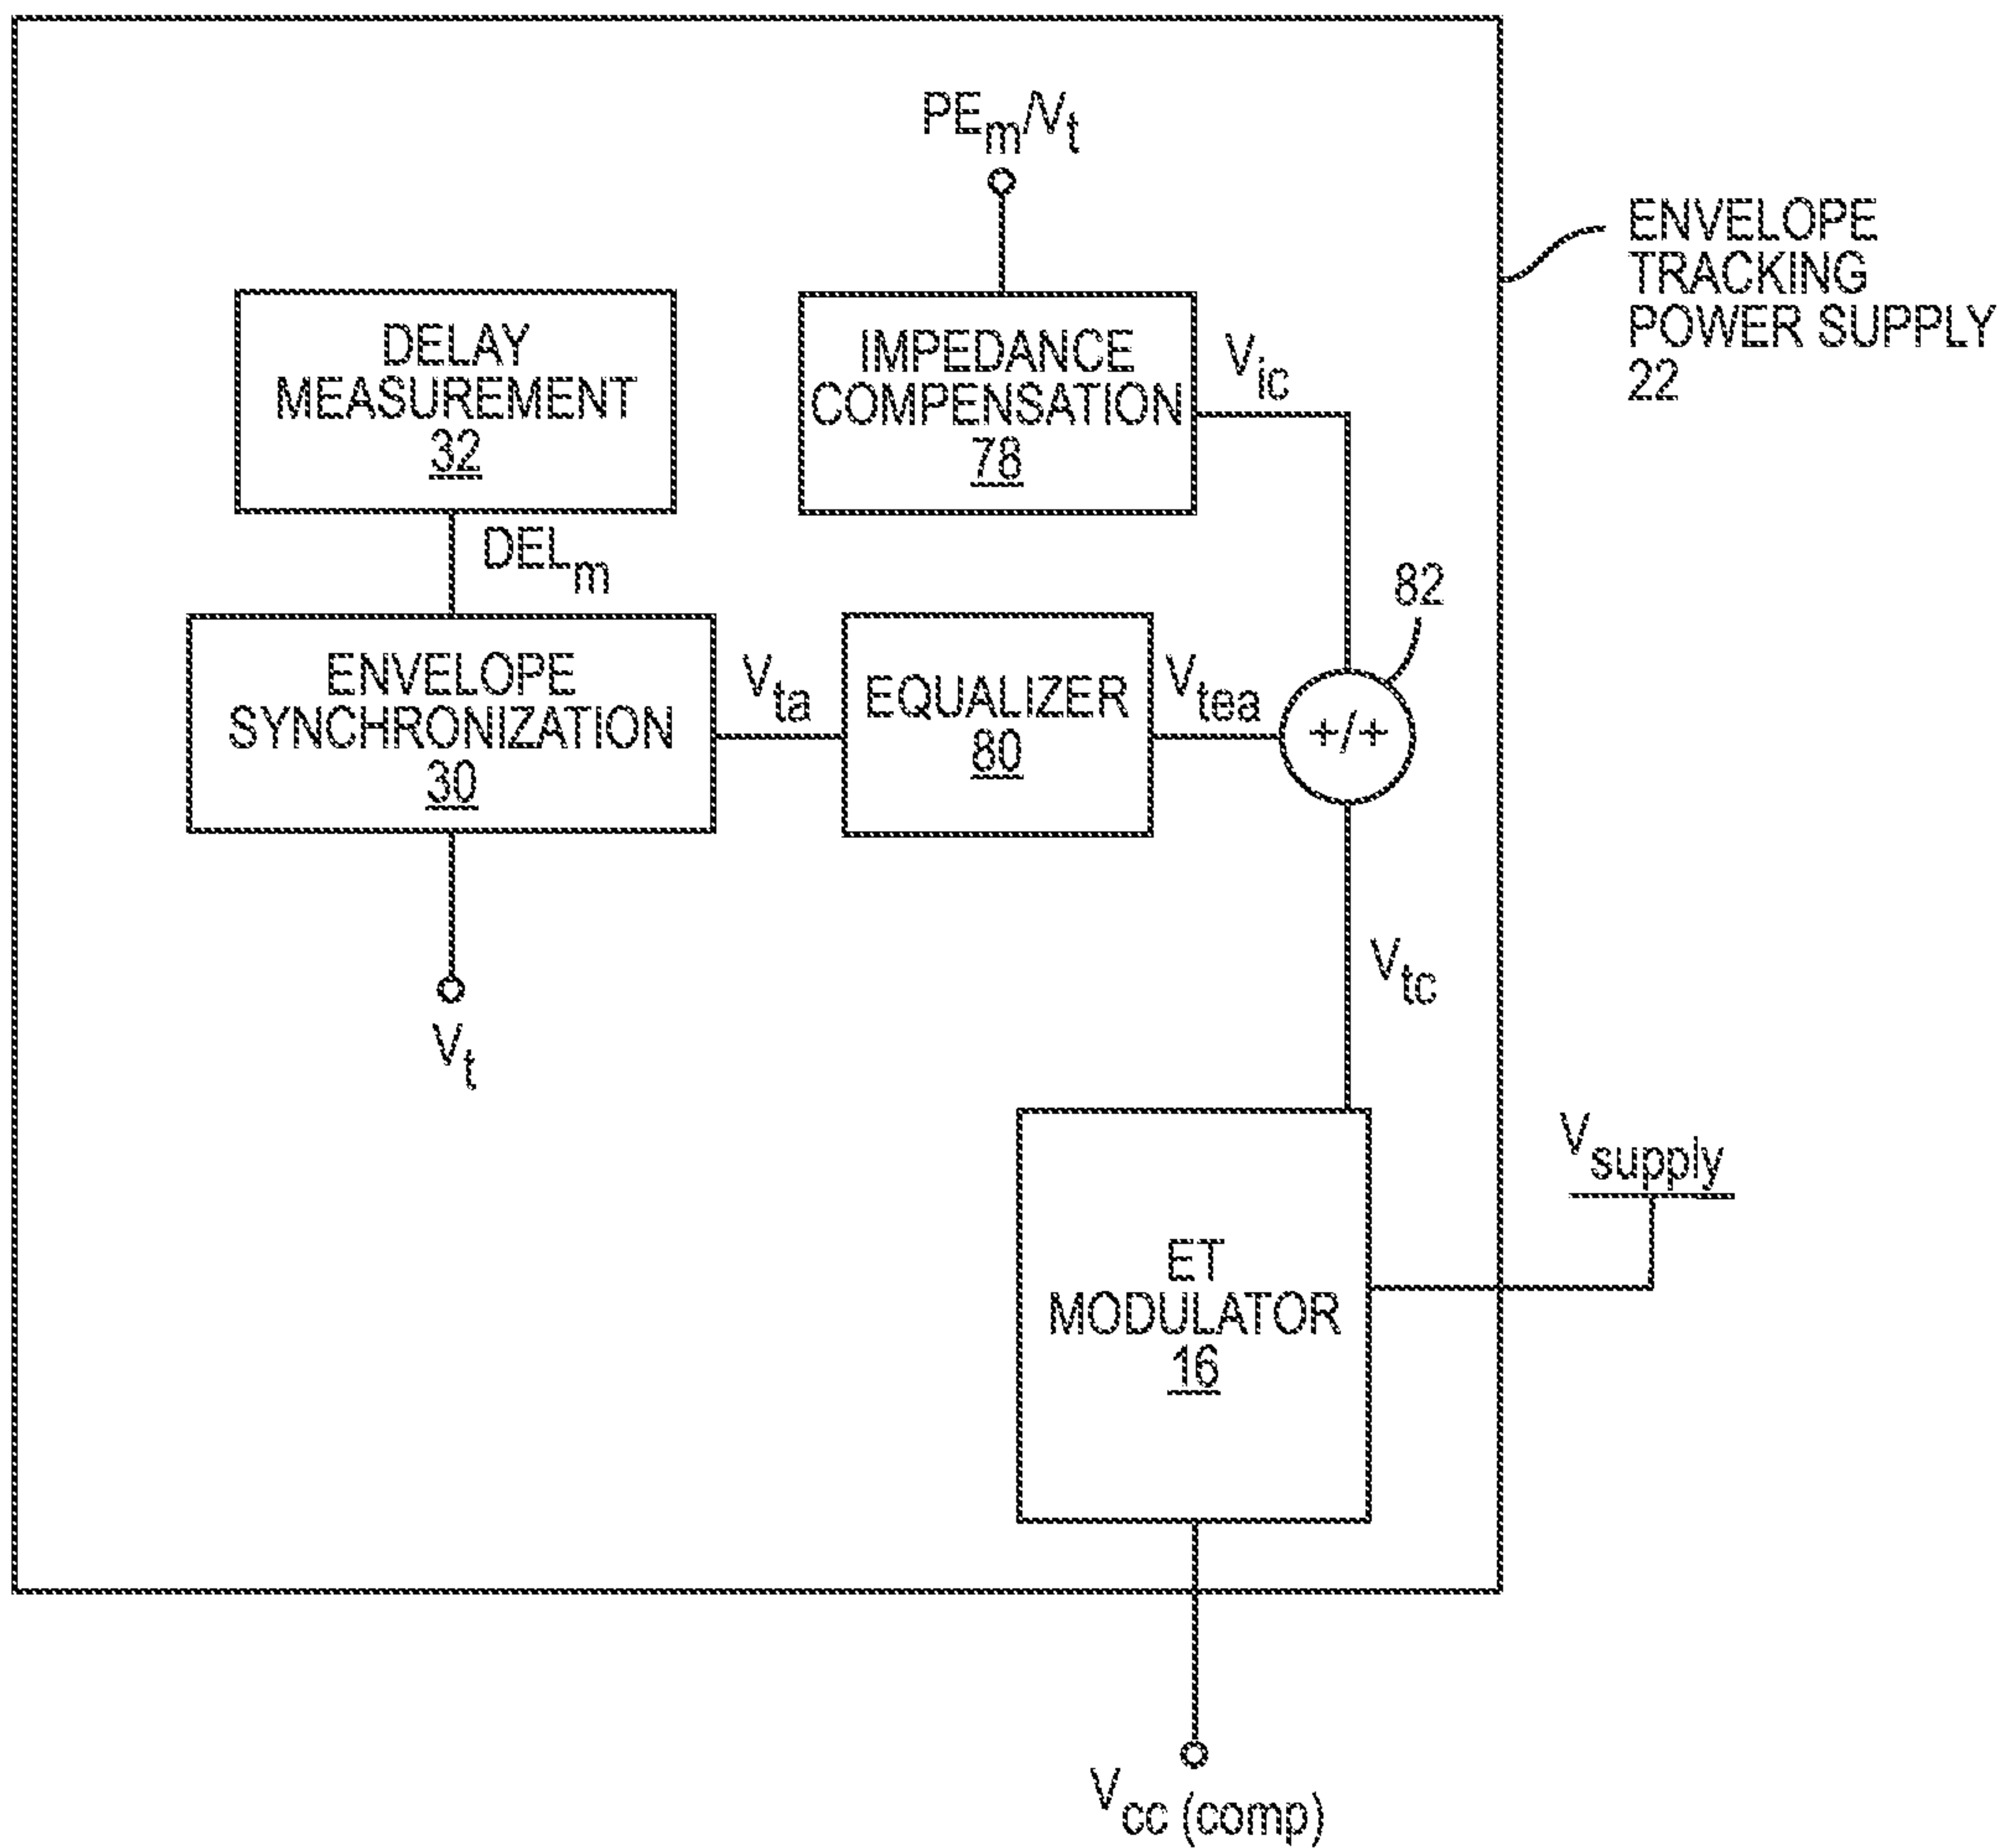 PEm/Vt
ENVELOPE
TRACKING
POWER SUPPLY
22
DELAY
MEASUREMENT
32
IMPEDANCE
COMPENSATION
78
Vic
DELm
82
ENVELOPE
SYNCHRONIZATION
30
Vta
EQUALIZER
80
Vtea
+/+
Vtc
Vt
Vsupply
ET
MODULATOR
16
Vcc (comp)